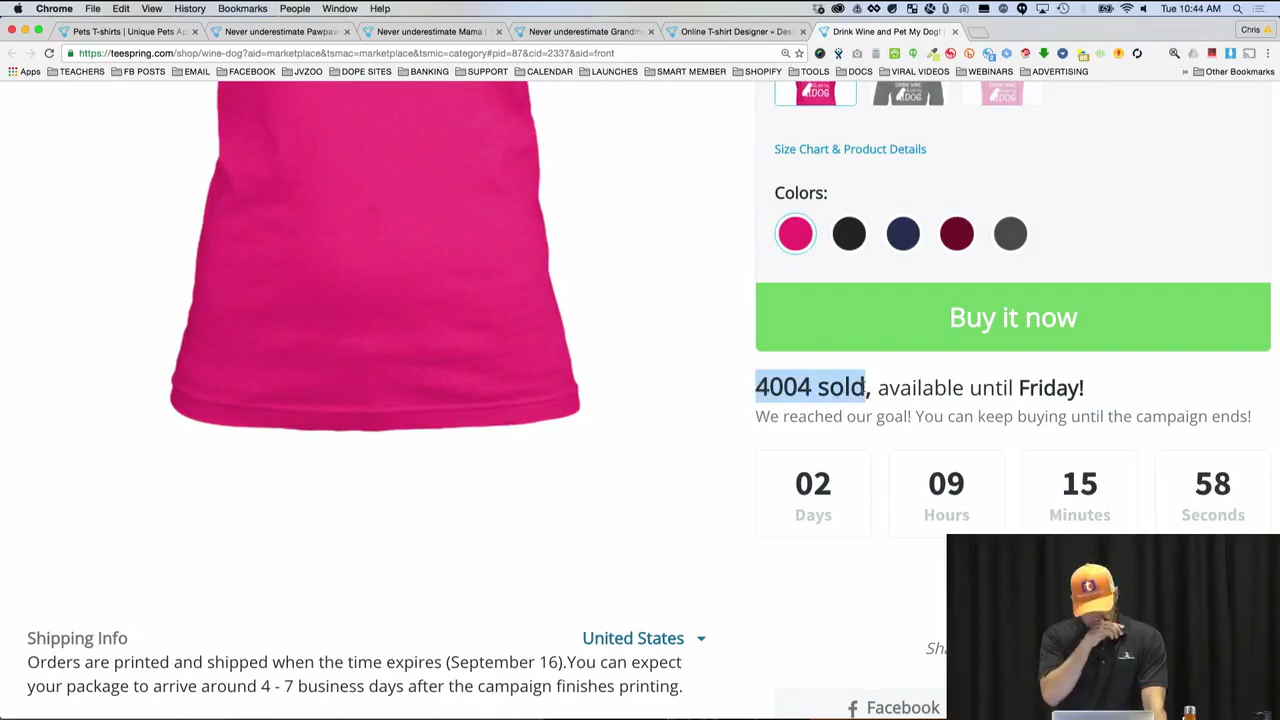 Chrome File Edit View History Bookmarks People Window Help Tue 10:44 AM
Pets T-shirts | Unique Pets Ap Never underestimate Pawpaw Never underestimate Mama Never underestimate Grandm Online T-shirt Designer » Des Drink Wine and Pet My Dog! Chris
https://teespring.com/shop/wine-dog?aid=marketplace&tsmac=marketplace&tsmic=category#pid=87&cid=2337&sid=front
Apps TEACHERS FB POSTS EMAIL FACEBOOK JVZOO DOPE SITES BANKING SUPPORT CALENDAR LAUNCHES SMART MEMBER SHOPIFY TOOLS DOCS VIRAL VIDEOS WEBINARS ADVERTISING » Other Bookmarks
DOG DOG DOG
Size Chart & Product Details
Colors:
Buy it now
4004 sold, available until Friday!
We reached our goal! You can keep buying until the campaign ends!
02 09 15 58
Days Hours Minutes Seconds
Shipping Info United States
Orders are printed and shipped when the time expires (September 16).You can expect
your package to arrive around 4 - 7 business days after the campaign finishes printing.
Facebook